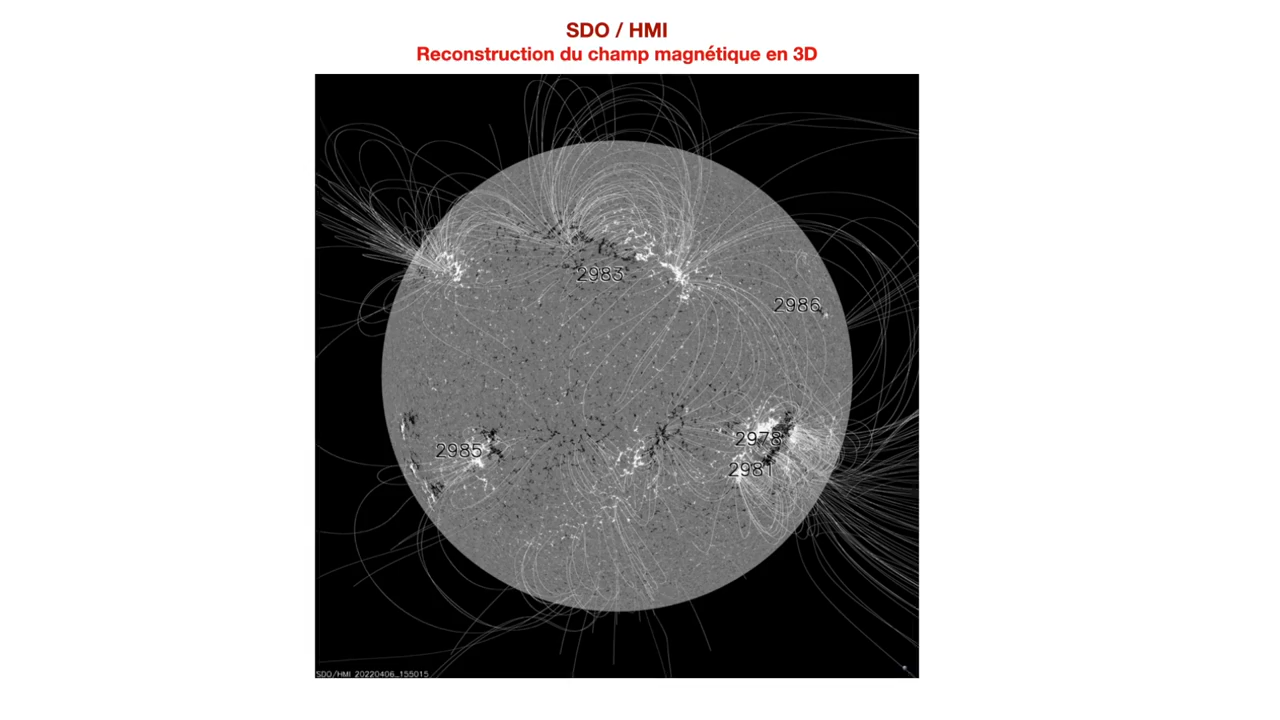 SDO / HMI
Reconstruction du champ magnétique en 3D
2983
2986
2978
2985
2981
SDO/HMI 20220406_155015